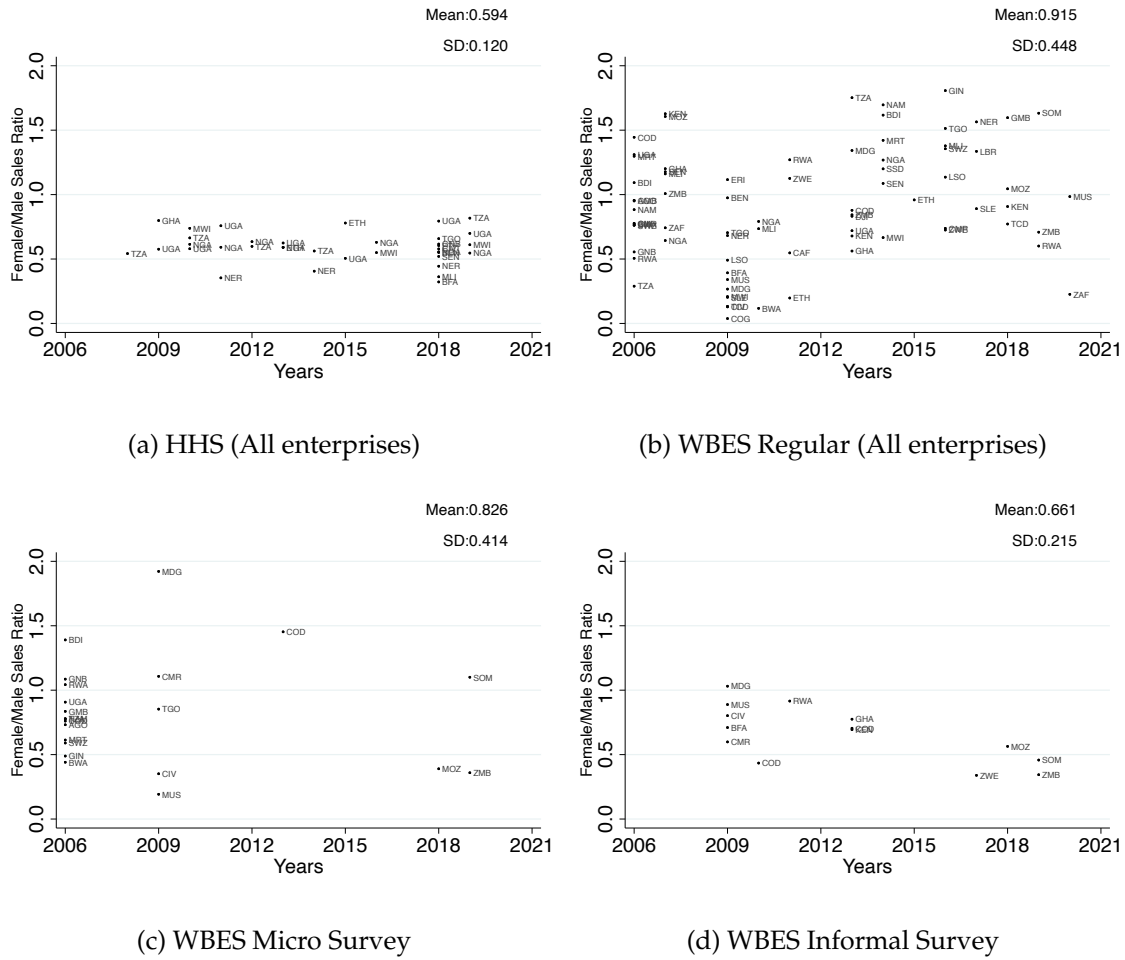 Mean:0.594
SD:0.120
Female/Male Sales Ratio
2.0
1.5
1.0
0.5
0.0
TZA
GHA
UGA
MWI
TZA
NGA
UGA
UGA
NGA
NER
NGA
TZA
UGA
TZA
NER
ETH
UGA
NGA
MWI
UGA
TGO
GNB
SEN
NER
MLI
BFA
TZA
UGA
MWI
NGA
2006 2009 2012 2015 2018 2021
Years
(a) HHS (All enterprises)
Mean:0.915
SD:0.448
Female/Male Sales Ratio
2.0
1.5
1.0
0.5
0.0
COD
UGA
MRT
BDI
NAM
GNB
RWA
TZA
KEN
MOZ
GHA
MLI
ZMB
ZAF
NGA
ERI
BEN
TGO
NER
LSO
BFA
MUS
MDG
COG
NGA
MLI
BWA
RWA
ZWE
CAF
ETH
TZA
MDG
COD
ZMB
UGA
KEN
GHA
NAM
BDI
MRT
NGA
SSD
SEN
MWI
ETH
GIN
TGO
MLI
SWZ
LSO
CMR
NER
LBR
SLE
GMB
MOZ
KEN
TCD
SOM
RWA
MUS
ZAF
2006 2009 2012 2015 2018 2021
Years
(b) WBES Regular (All enterprises)
Mean:0.826
SD:0.414
Female/Male Sales Ratio
2.0
1.5
1.0
0.5
0.0
BDI
GNB
RWA
UGA
GMB
AGO
MRT
SWZ
GIN
BWA
MDG
CMR
TGO
CIV
MUS
COD
MOZ
SOM
ZMB
2006 2009 2012 2015 2018 2021
Years
(c) WBES Micro Survey
Mean:0.661
SD:0.215
Female/Male Sales Ratio
2.0
1.5
1.0
0.5
0.0
MDG
MUS
CIV
BFA
CMR
COD
RWA
GHA
COD
KEN
ZWE
MOZ
SOM
ZMB
2006 2009 2012 2015 2018 2021
Years
(d) WBES Informal Survey